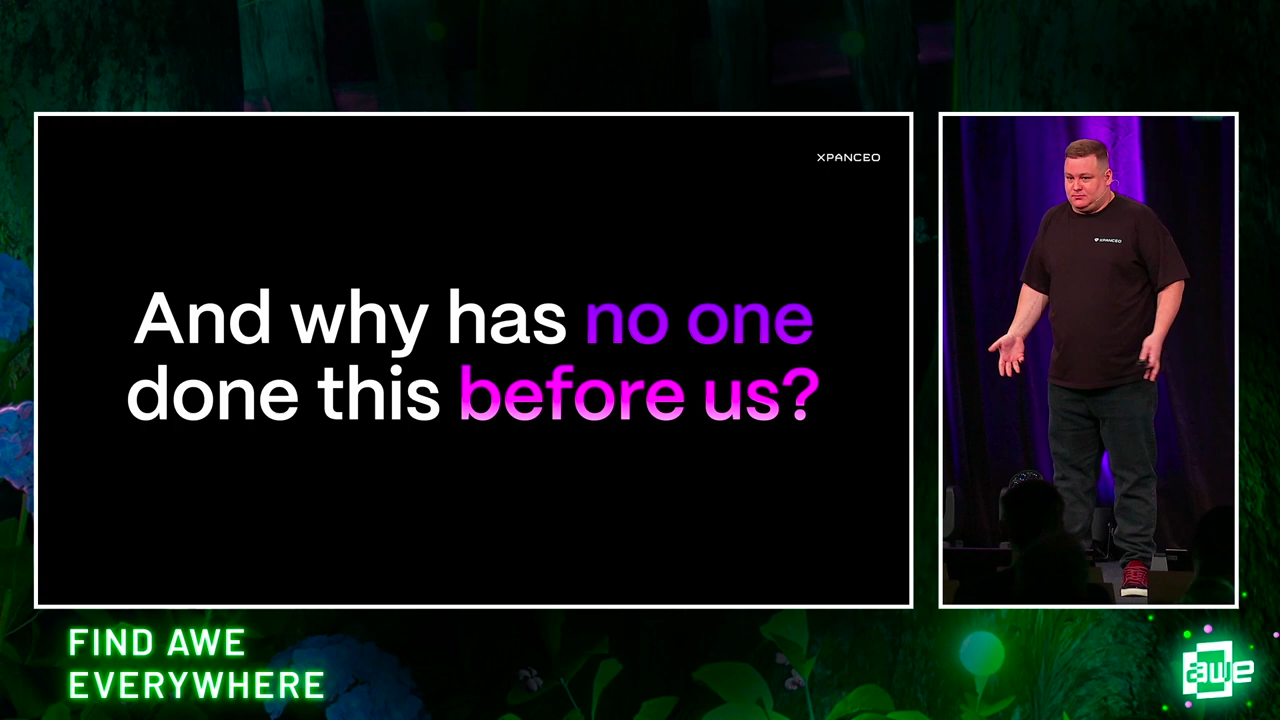 XPANCEO
And why has no one
done this before us?
XPANCEO
FIND AWE
EVERYWHERE
awe